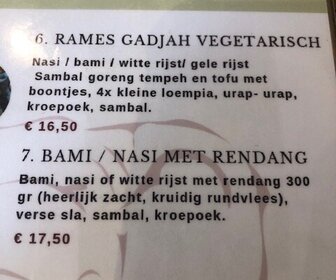 6. RAMES GADJAH VEGETARISCH
Nasi / bami / witte rijst/ gele rijst
Sambal goreng tempeh en tofu met
boontjes, 4x kleine loempia, urap- urap,
kroepoek, sambal.
€ 16,50
7. BAMI / NASI MET RENDANG
Bami, nasi of witte rijst met rendang 300
gr (heerlijk zacht, kruidig rundvlees),
verse sla, sambal, kroepoek.
€ 17,50